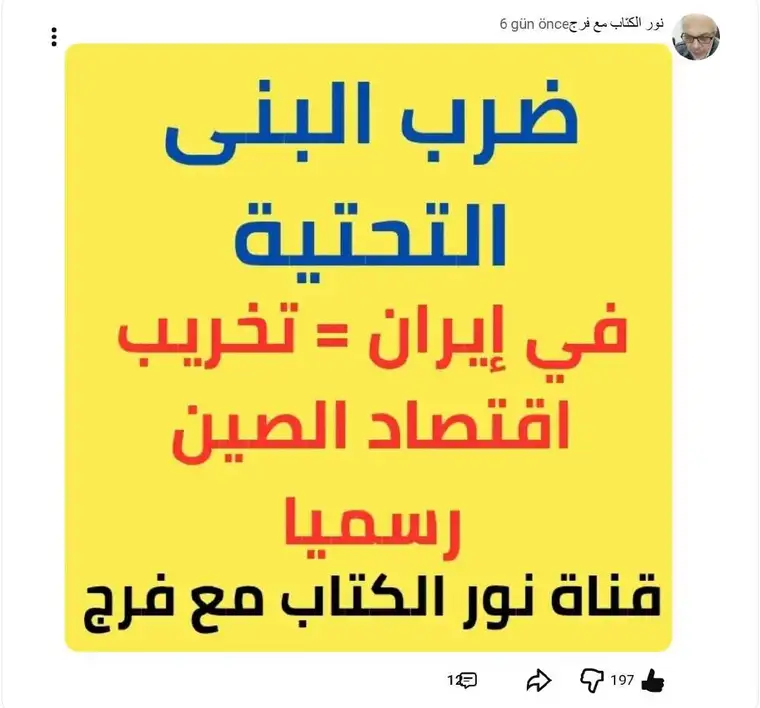 نور الكتاب مع فرج 6 gün önce
ضرب البنى
التحتية
في إيران = تخريب
اقتصاد الصين
رسميا
قناة نور الكتاب مع فرج
197
12